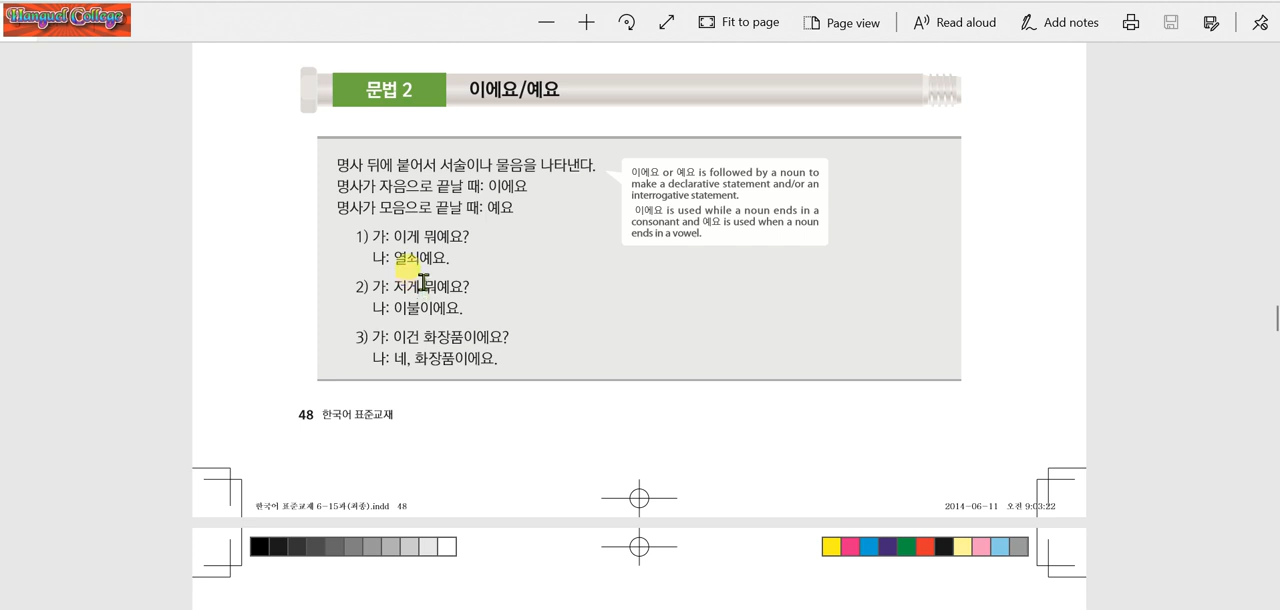 Hanguel College
Fit to page
Page view
Read aloud
Add notes
문법 2
이에요/예요
명사 뒤에 붙어서 서술이나 물음을 나타낸다.
명사가 자음으로 끝날 때: 이에요
명사가 모음으로 끝날 때: 예요
이에요 or 예요 is followed by a noun to
make a declarative statement and/or an
interrogative statement.
이에요 is used while a noun ends in a
consonant and 예요 is used when a noun
ends in a vowel.
1) 가: 이게 뭐예요?
나: 열쇠예요.
2) 가: 저게 뭐예요?
나: 이불이에요.
3) 가: 이건 화장품이에요?
나: 네, 화장품이에요.
48 한국어 표준교재
한국어 표준교재 6-15과(최종).indd 48
2014-06-11 오전 9:03:22